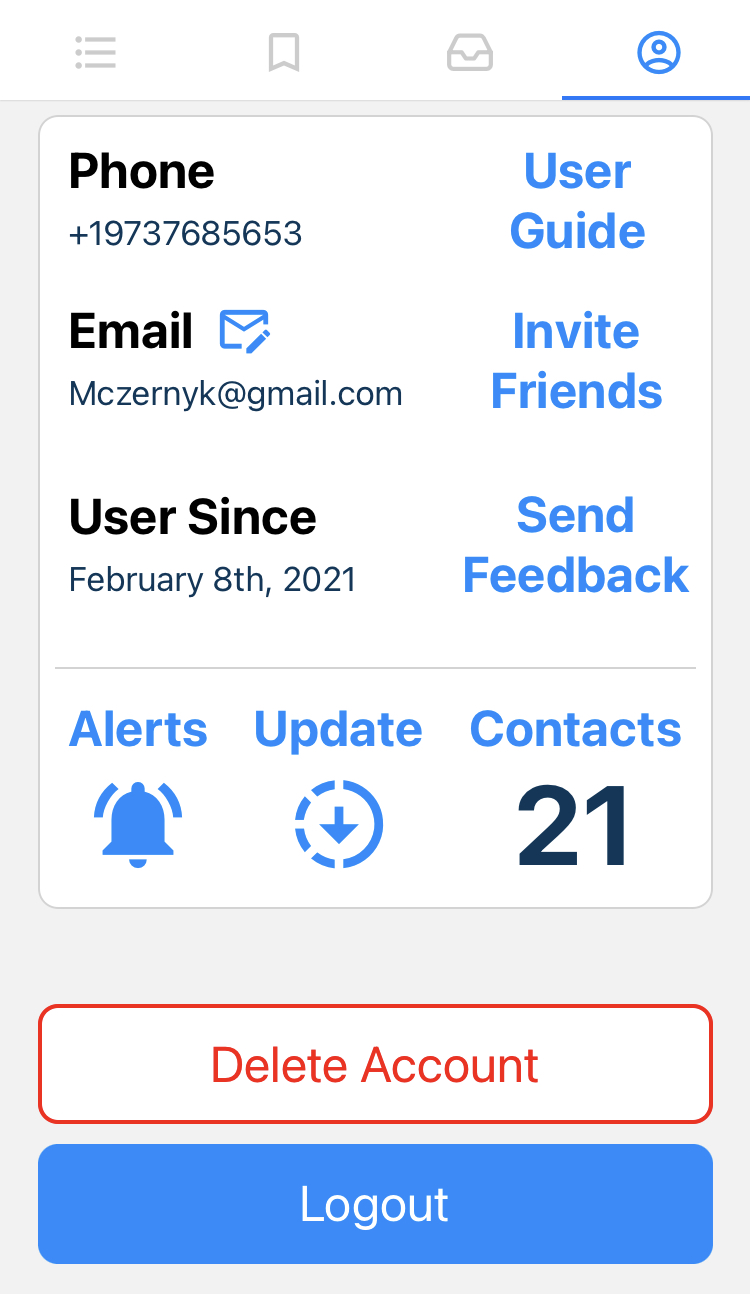 Phone
+19737685653
User
Guide
Email
Mczernyk@gmail.com
Invite
Friends
User Since
February 8th, 2021
Send
Feedback
Alerts
Update
Contacts
21
Delete Account
Logout